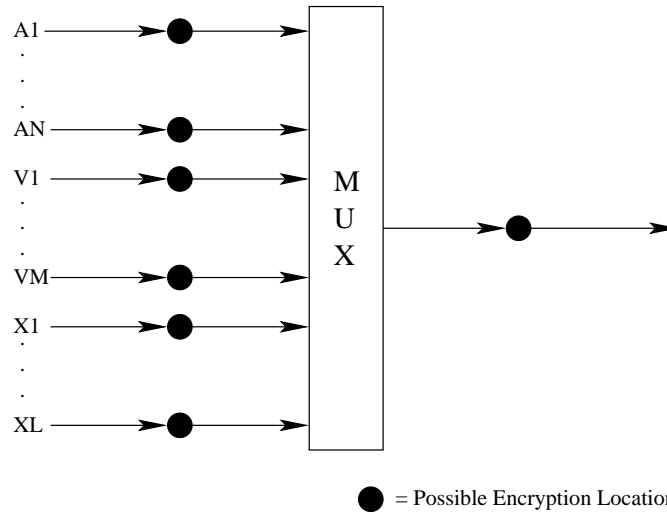 A1
.
.
.
AN
V1
.
.
.
VM
X1
.
.
.
XL
M
U
X
= Possible Encryption Location